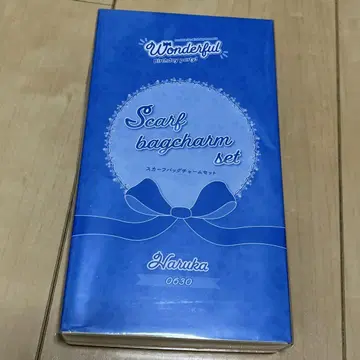 Wonderful
Birthday party!
Scarf
bagcharm
set
スカーフバッグチャームセット
Haruka
0630